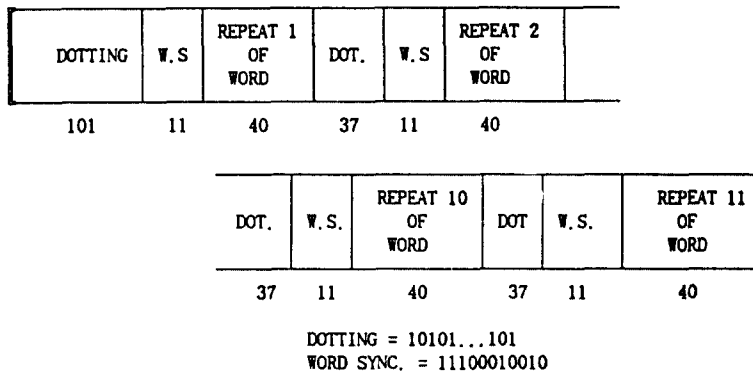 DOTTING W.S REPEAT 1 OF WORD DOT. W.S REPEAT 2 OF WORD
101 11 40 37 11 40
DOT. W.S. REPEAT 10 OF WORD DOT W.S. REPEAT 11 OF WORD
37 11 40 37 11 40
DOTTING = 10101...101
WORD SYNC. = 11100010010